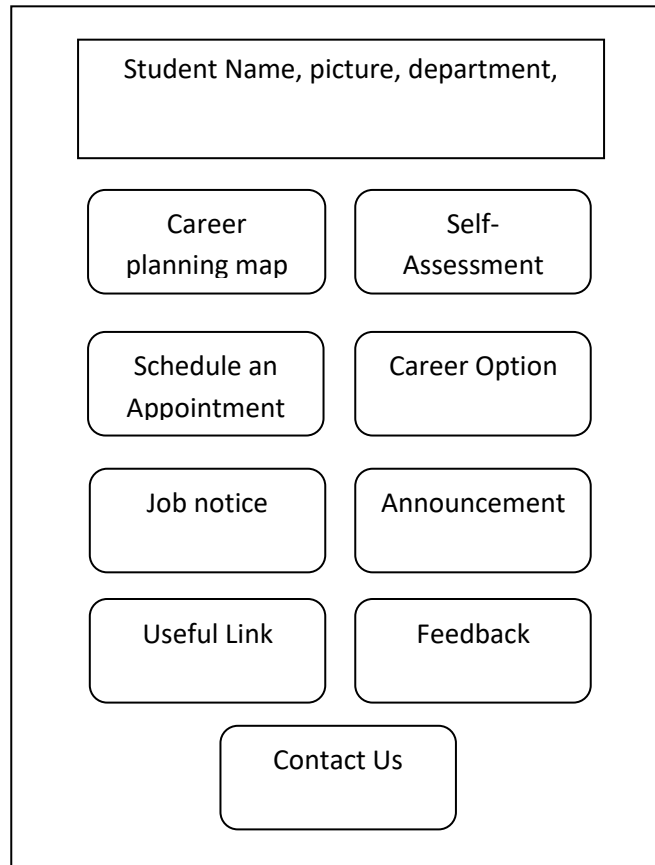 Student Name, picture, department,
Career
planning map
Self-
Assessment
Schedule an
Appointment
Career Option
Job notice
Announcement
Useful Link
Feedback
Contact Us